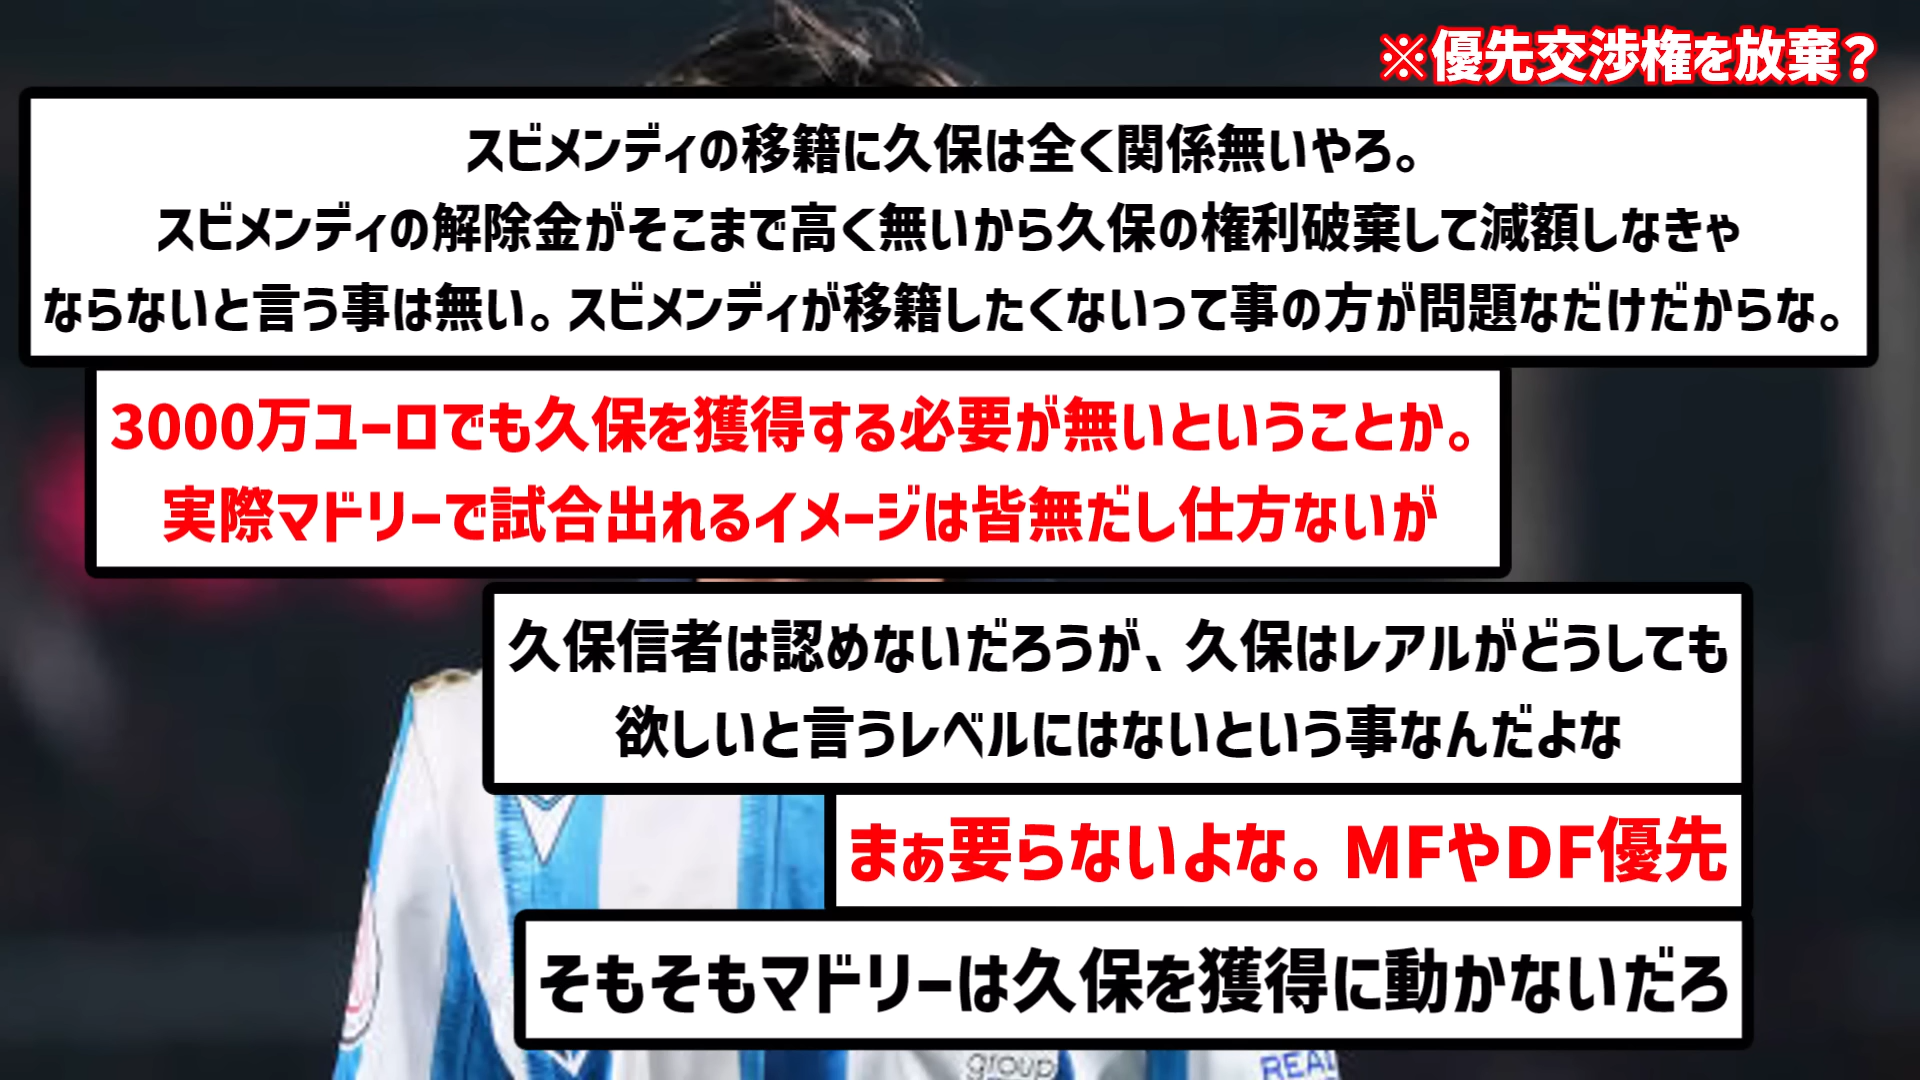 ※優先交渉権を放棄？
スビメンディの移籍に久保は全く関係無いやろ。
スビメンディの解除金がそこまで高く無いから久保の権利破棄して減額しなきゃ
ならないと言う事は無い。スビメンディが移籍したくないって事の方が問題なだけだからな。
3000万ユーロでも久保を獲得する必要が無いということか。
実際マドリーで試合出れるイメージは皆無だし仕方ないが
久保信者は認めないだろうが、久保はレアルがどうしても
欲しいと言うレベルにはないという事なんだよな
まぁ要らないよな。MFやDF優先
そもそもマドリーは久保を獲得に動かないだろ
group
REAL